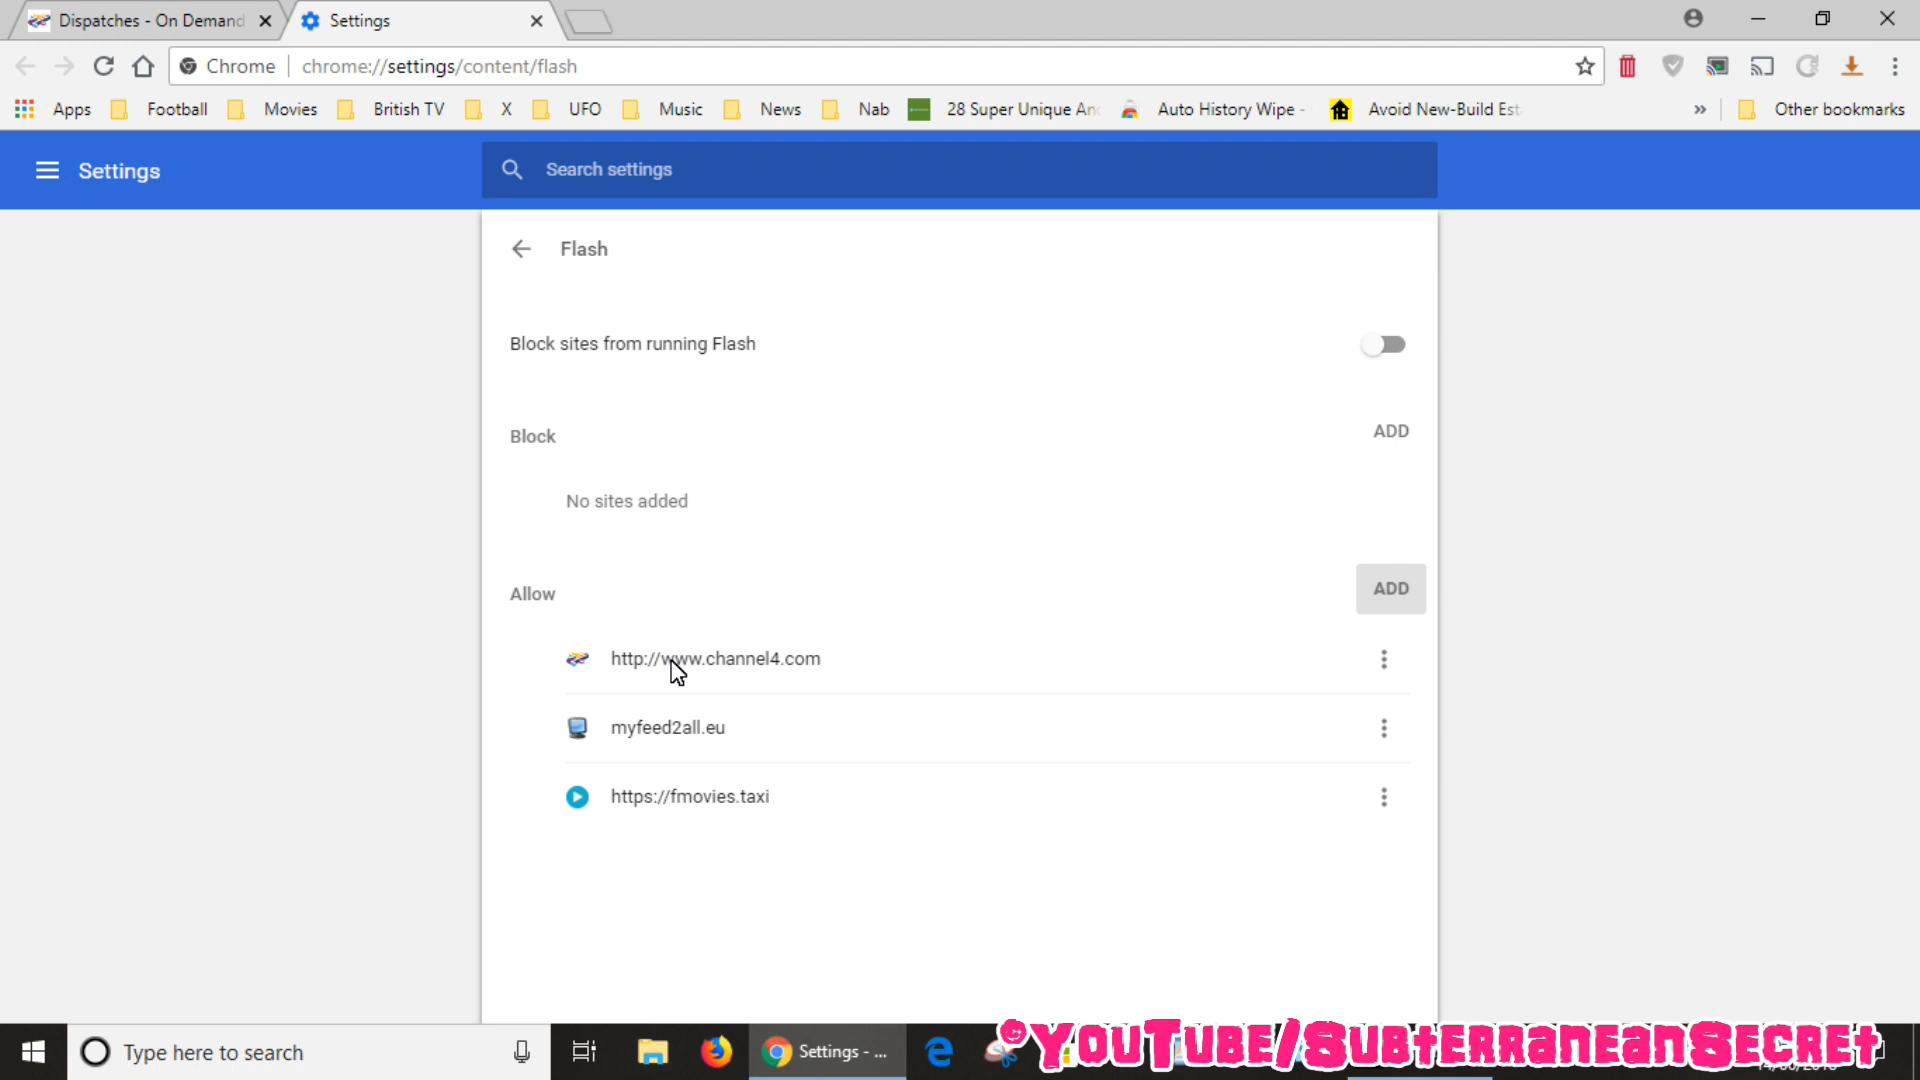 Dispatches - On Demand
Settings
Chrome chrome://settings/content/flash
Apps Football Movies British TV X UFO Music News Nab 28 Super Unique Auto History Wipe - Avoid New-Build » Other bookmarks
Settings
Search settings
Flash
Block sites from running Flash
Block
ADD
No sites added
Allow
ADD
http://www.channel4.com
myfeed2all.eu
https://fmovies.taxi
Type here to search
Settings - ...
©YouTube/SubterraneanSecret